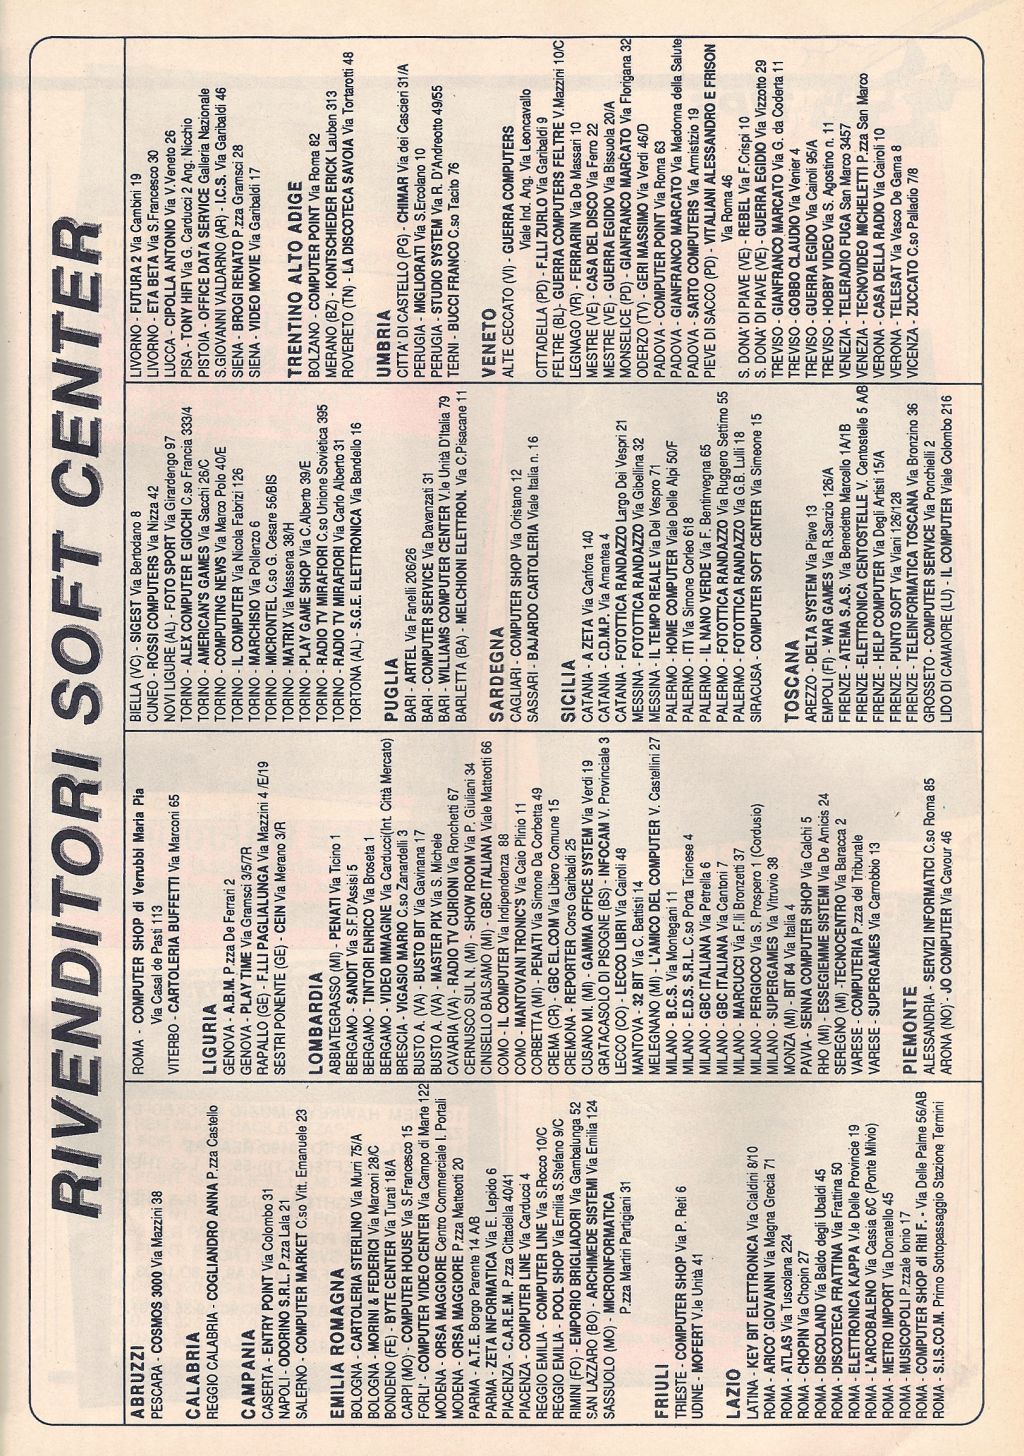 RIVENDITORI SOFT CENTER
ABRUZZI
PESCARA - COSMOS 3000 Via Mazzini 38
CALABRIA
REGGIO CALABRIA - COGLIANDRO ANNA P.zza Castello
CAMPANIA
CASERTA - ENTRY POINT Via Colombo 31
NAPOLI - ODORINO S.R.L. P.zza Lala 21
SALERNO - COMPUTER MARKET C.so Vitt. Emanuele 23
EMILIA ROMAGNA
BOLOGNA - CARTOLERIA STERLINO Via Murri 75/A
BOLOGNA - MORINI & FEDERICI Via Marconi 28/C
BONDENO (FE) - BYTE CENTER Via Turati 18/A
CARPI (MO) - COMPUTER HOUSE Via S.Francesco 15
FORLI' - COMPUTER VIDEO CENTER Via Campo di Marte 122
MODENA - ORSA MAGGIORE Centro Commerciale I. Portali
MODENA - ORSA MAGGIORE P.zza Matteotti 20
PARMA - A.T.E. Borgo Parente 14 A/B
PARMA - ZETA INFORMATICA Via E. Lepido 6
PIACENZA - C.A.R.E.M. P.zza Cittadella 40/41
PIACENZA - COMPUTER LINE Via Carducci 4
REGGIO EMILIA - COMPUTER LINE Via S.Rocco 10/C
REGGIO EMILIA - POOL SHOP Via Emilia S.Stefano 9/C
RIMINI (FO) - EMPORIO BRIGLIADORI Via Gambalunga 52
SAN LAZZARO (BO) - ARCHIMEDE SISTEMI Via Emilia 124
SASSUOLO (MO) - MICROINFORMATICA
P.zza Martiri Partigiani 31
FRIULI
TRIESTE - COMPUTER SHOP Via P. Reti 6
UDINE - MOFERT V.le Unità 41
LAZIO
LATINA - KEY BIT ELETTRONICA Via Cialdini 8/10
ROMA - ARICO' GIOVANNI Via Magna Grecia 71
ROMA - ATLAS Via Tuscolana 224
ROMA - CHOPIN Via Chopin 27
ROMA - DISCOLAND Via Baldo degli Ubaldi 45
ROMA - DISCOTECA FRATTINA Via Frattina 50
ROMA - ELETTRONICA KAPPA V.le Delle Provincie 19
ROMA - L'ARCOBALENO Via Cassia 6/C (Ponte Milvio)
ROMA - METRO IMPORT Via Donatello 45
ROMA - MUSICOPOLI P.zzale Ionio 17
ROMA - COMPUTER SHOP di Riti F. - Via Delle Palme 56/AB
ROMA - S.I.S.CO.M. Primo Sottopassaggio Stazione Termini
ROMA - COMPUTER SHOP di Verrubbi Maria Pia
Via Casal de Pasti 113
VITERBO - CARTOLERIA BUFFETTI Via Marconi 65
LIGURIA
GENOVA - A.B.M. P.zza De Ferrari 2
GENOVA - PLAY TIME Via Gramsci 3/5/7R
RAPALLO (GE) - F.LLI PAGLIALUNGA Via Mazzini 4 /E/19
SESTRI PONENTE (GE) - CEIN Via Merano 3/R
LOMBARDIA
ABBIATEGRASSO (MI) - PENATI Via Ticino 1
BERGAMO - SANDIT Via S.F.D'Assisi 5
BERGAMO - TINTORI ENRICO Via Broseta 1
BERGAMO - VIDEO IMMAGINE Via Carducci(Int. Città Mercato)
BRESCIA - VIGASIO MARIO C.so Zanardelli 3
BUSTO A. (VA) - BUSTO BIT Via Gavinana 17
BUSTO A. (VA) - MASTER PIX Via S. Michele
CAVARIA (VA) - RADIO TV CURIONI Via Ronchetti 67
CERNUSCO SUL N. (MI) - SHOW ROOM Via P. Giuliani 34
CINISELLO BALSAMO (MI) - GBC ITALIANA Viale Matteotti 66
COMO - IL COMPUTER Via Indipendenza 88
COMO - MANTOVANI TRONIC'S Via Caio Plinio 11
CORBETTA (MI) - PENATI Via Simone Da Corbotta 49
CREMA (CR) - GBC EL.COM Via Libero Comune 15
CREMONA - REPORTER Corso Garibaldi 25
CUSANO MI. (MI) - GAMMA OFFICE SYSTEM Via Verdi 19
GRATACASOLO DI PISOGNE (BS) - INFOCAM V. Provinciale 3
LECCO (CO) - LECCO LIBRI Via Cairoli 48
MANTOVA - 32 BIT Via C. Battisti 14
MELEGNANO (MI) - L'AMICO DEL COMPUTER V. Castellini 27
MILANO - B.C.S. Via Montegani 11
MILANO - E.D.S. S.R.L. C.so Porta Ticinese 4
MILANO - GBC ITALIANA Via Petrella 6
MILANO - GBC ITALIANA Via Cantoni 7
MILANO - MARCUCCI Via F.lli Bronzetti 37
MILANO - PERGIOCO Via S. Prospero 1 (Cordusio)
MILANO - SUPERGAMES Via Vitruvio 38
MONZA (MI) - BIT 84 Via Italia 4
PAVIA - SENNA COMPUTER SHOP Via Calchi 5
RHO (MI) - ESSEGIEMME SISTEMI Via De Amicis 24
SEREGNO (MI) -TECNOCENTRO Via Baracca 2
VARESE - COMPUTERIA P.zza del Tribunale
VARESE - SUPERGAMES Via Carrobbio 13
PIEMONTE
ALESSANDRIA - SERVIZI INFORMATICI C.so Roma 85
ARONA (NO) - JO COMPUTER Via Cavour 46
BIELLA (VC) - SIGEST Via Bertodano 8
CUNEO - ROSSI COMPUTERS Via Nizza 42
NOVI LIGURE (AL) - FOTO SPORT Via Girardengo 97
TORINO - ALEX COMPUTER E GIOCHI C.so Francia 333/4
TORINO - AMERICAN'S GAMES Via Sacchi 26/C
TORINO - COMPUTING NEWS Via Marco Polo 40/E
TORINO - IL COMPUTER Via Nicola Fabrizi 126
TORINO - MARCHISIO Via Pollenzo 6
TORINO - MICRONTEL C.so G. Cesare 56/BIS
TORINO - MATRIX Via Massena 38/H
TORINO - PLAY GAME SHOP Via C.Alberto 39/E
TORINO - RADIO TV MIRAFIORI C.so Unione Sovietica 395
TORINO - RADIO TV MIRAFIORI Via Carlo Alberto 31
TORTONA (AL) - S.G.E. ELETTRONICA Via Bandello 16
PUGLIA
BARI - ARTEL Via Fanelli 206/26
BARI - COMPUTER SERVICE Via Davanzati 31
BARI - WILLIAMS COMPUTER CENTER V.le Unità D'Italia 79
BARLETTA (BA) - MELCHIONI ELETTRON. Via C.Pisacane 11
SARDEGNA
CAGLIARI - COMPUTER SHOP Via Oristano 12
SASSARI - BAJARDO CARTOLERIA Viale Italia n. 16
SICILIA
CATANIA - A ZETA Via Canfora 140
CATANIA - C.D.M.P. Via Amantea 4
CATANIA - FOTOTTICA RANDAZZO Largo Dei Vespri 21
MESSINA - FOTOTTICA RANDAZZO Via Gibellina 32
MESSINA - IL TEMPO REALE Via Del Vespro 71
PALERMO - HOME COMPUTER Viale Delle Alpi 50/F
PALERMO - ITI Via Simone Corleo 618
PALERMO - IL NANO VERDE Via F. Bentinvegna 65
PALERMO - FOTOTTICA RANDAZZO Via Ruggero Settimo 55
PALERMO - FOTOTTICA RANDAZZO Via G.B. Lulli 18
SIRACUSA - COMPUTER SOFT CENTER Via Simeone 15
TOSCANA
AREZZO - DELTA SYSTEM Via Piave 13
EMPOLI (FI) - WAR GAMES Via R.Sanzio 126/A
FIRENZE - ATEMA S.A.S. Via Benedetto Marcello 1A/1B
FIRENZE - ELETTRONICA CENTOSTELLE V. Centostelle 5 A/B
FIRENZE - HELP COMPUTER Via Degli Artisti 15/A
FIRENZE - PUNTO SOFT Via Viani 126/128
FIRENZE - TELEINFORMATICA TOSCANA Via Bronzino 36
GROSSETO - COMPUTER SERVICE Via Ponchielli 2
LIDO DI CAMAIORE (LU) - IL COMPUTER Viale Colombo 216
LIVORNO - FUTURA 2 Via Cambini 19
LIVORNO - ETA BETA Via S.Francesco 30
LUCCA - CIPOLLA ANTONIO Via V.Veneto 26
PISA - TONY HIFI Via G. Carducci 2 Ang. Nicchio
PISTOIA - OFFICE DATA SERVICE Galleria Nazionale
S.GIOVANNI VALDARNO (AR) - I.C.S. Via Garibaldi 46
SIENA - BROGI RENATO P.zza Gramsci 28
SIENA - VIDEO MOVIE Via Garibaldi 17
TRENTINO ALTO ADIGE
BOLZANO - COMPUTER POINT Via Roma 82
MERANO (BZ) - KONTSCHIEDER ERICK Lauben 313
ROVERETO (TN) - LA DISCOTECA SAVOIA Via Tortarotti 48
UMBRIA
CITTA' DI CASTELLO (PG) - CHIMAR Via dei Cascieri 31/A
PERUGIA - MIGLIORATI Via S.Ercolano 10
PERUGIA - STUDIO SYSTEM Via R. D'Andreotto 49/55
TERNI - BUCCI FRANCO C.so Tacito 76
VENETO
ALTE CECCATO (VI) - GUERRA COMPUTERS
Viale Ind. Ang. Via Leoncavallo
CITTADELLA (PD) - F.LLI ZURLO Via Garibaldi 9
FELTRE (BL)- GUERRA COMPUTERS FELTRE V.Mazzini 10/C
LEGNAGO (VR) - FERRARIN De Massari 10
MESTRE (VE) - CASA DEL DISCO Via Ferro 22
MESTRE (VE) - GUERRA EGIDIO Via Bissuola 20/A
MONSELICE (PD) - GIANFRANCO MARCATO Via Florigana 32
ODERZO (TV) - GERI MASSIMO Via Verdi 46/D
PADOVA - COMPUTER POINT Via Roma 63
PADOVA - GIANFRANCO MARCATO Via Madonna della Salute
PADOVA - SARTO COMPUTERS Via Armistizio 19
PIEVE DI SACCO (PD) - VITALIANI ALESSANDRO E FRISON
Via Roma 46
S. DONA' DI PIAVE (VE) - REBEL Via F.Crispi 10
S. DONA' DI PIAVE (VE) - GUERRA EGIDIO Via Vizzotto 29
TREVISO - GIANFRANCO MARCATO Via G. da Coderta 11
TREVISO - GOBBO CLAUDIO Via Venier 4
TREVISO - GUERRA EGIDO Via Cairoli 95/A
TREVISO - HOBBY VIDEO Via S. Agostino n. 11
VENEZIA - TELERADIO FUGA San Marco 3457
VENEZIA - TECNOVIDEO MICHELETTI P.zza San Marco
VERONA - CASA DELLA RADIO Via Cairoli 10
VERONA - TELESAT Via Vasco De Gama 8
VICENZA - ZUCCATO C.so Palladio 7/8